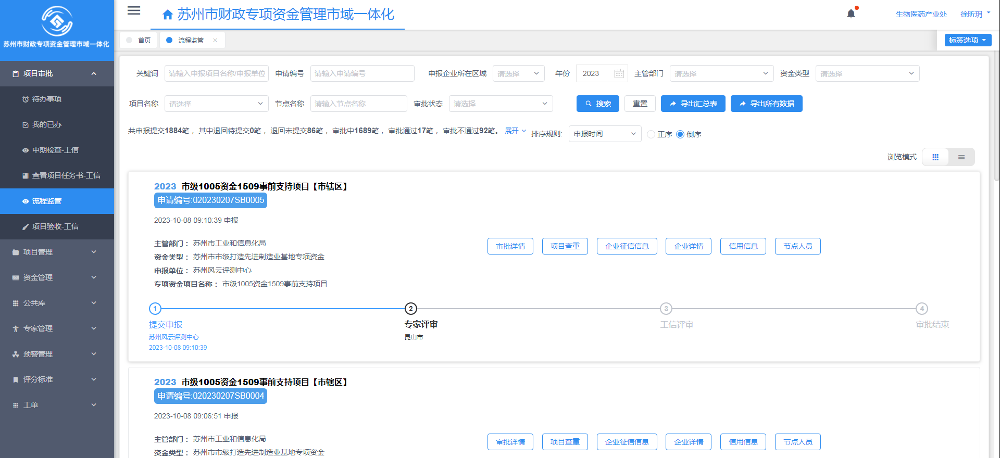 苏州市财政专项资金管理市域一体化
苏州市财政专项资金管理市域一体化
生物医药产业处
徐昕玥
首页
流程监管
标签选项
项目审批
待办事项
我的已办
中期检查-工信
查看项目任务书-工信
流程监管
项目验收-工信
项目管理
资金管理
公共库
专家管理
预警管理
评分标准
工单
关键词 请输入申报项目名称/申报单位 申请编号 请输入申请编号 申报企业所在区域 请选择 年份 2023 主管部门 请选择 资金类型 请选择
项目名称 请选择 节点名称 请输入节点名称 审批状态 请选择 搜索 重置 导出汇总表 导出所有数据
共申报提交1884笔，其中退回待提交0笔，退回未提交86笔，审批中1689笔，审批通过17笔，审批不通过92笔。 展开 排序规则: 申报时间 正序 倒序
浏览模式
2023 市级1005资金1509事前支持项目【市辖区】
申请编号:020230207SB0005
2023-10-08 09:10:39 申报
主管部门： 苏州市工业和信息化局
资金类型： 苏州市市级打造先进制造业基地专项资金
申报单位： 苏州风云评测中心
专项资金项目名称： 市级1005资金1509事前支持项目
审批详情 项目查重 企业征信信息 企业详情 信用信息 节点人员
1 2 3 4
提交申报 专家评审 工信评审 审批结束
苏州风云评测中心 昆山市
2023-10-08 09:10:39
2023 市级1005资金1509事前支持项目【市辖区】
申请编号:020230207SB0004
2023-10-08 09:06:51 申报
主管部门： 苏州市工业和信息化局
资金类型： 苏州市市级打造先进制造业基地专项资金
审批详情 项目查重 企业征信信息 企业详情 信用信息 节点人员